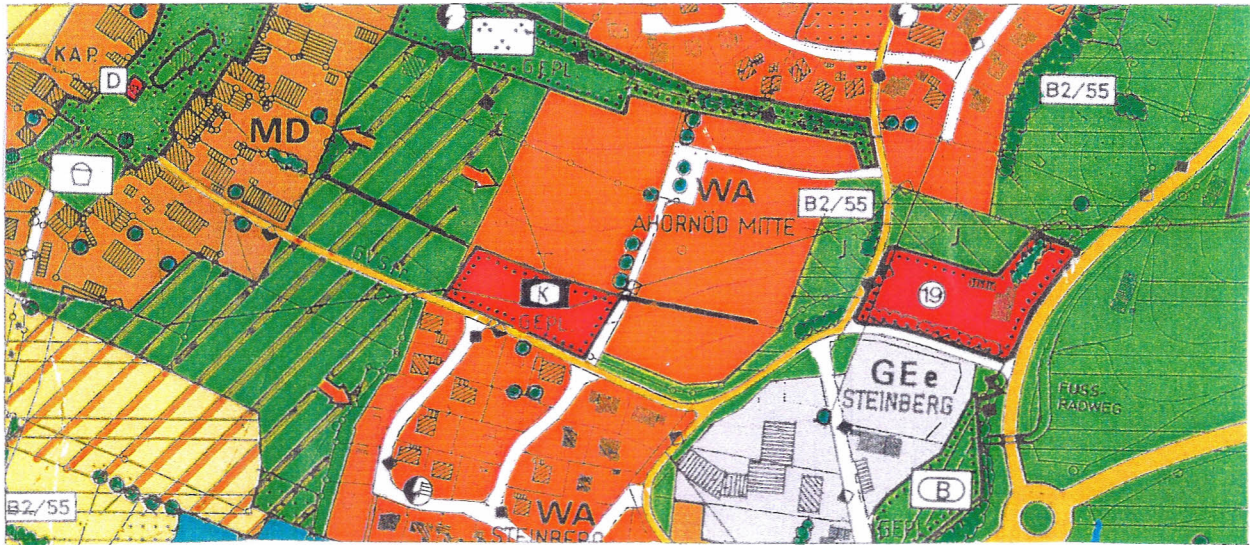 KAP.
D
MD
GEPL
B2/55
WA
AHORNÖD MITTE
B2/55
K
GEPL
19
GEe
STEINBERG
FUSS-
RADWEG
B
GEPL
WA
STEINBERG
B2/55